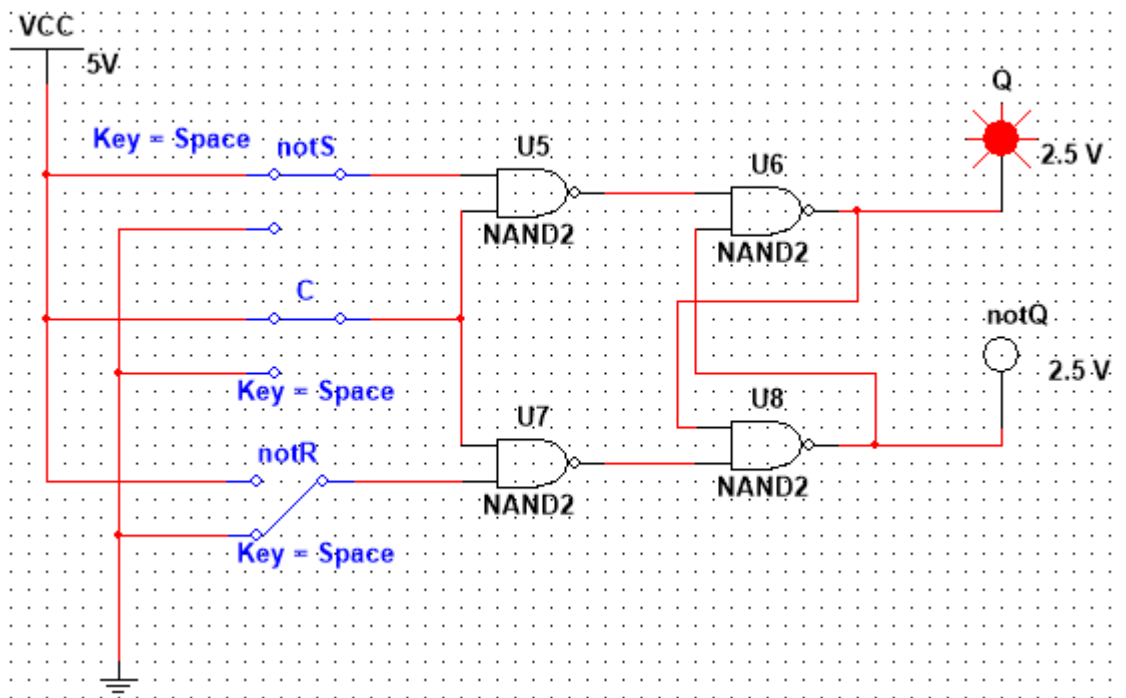 VCC
5V
Key = Space
notS
U5
NAND2
U6
NAND2
Q
2.5 V
C
Key = Space
notQ
2.5 V
notR
Key = Space
U7
NAND2
U8
NAND2